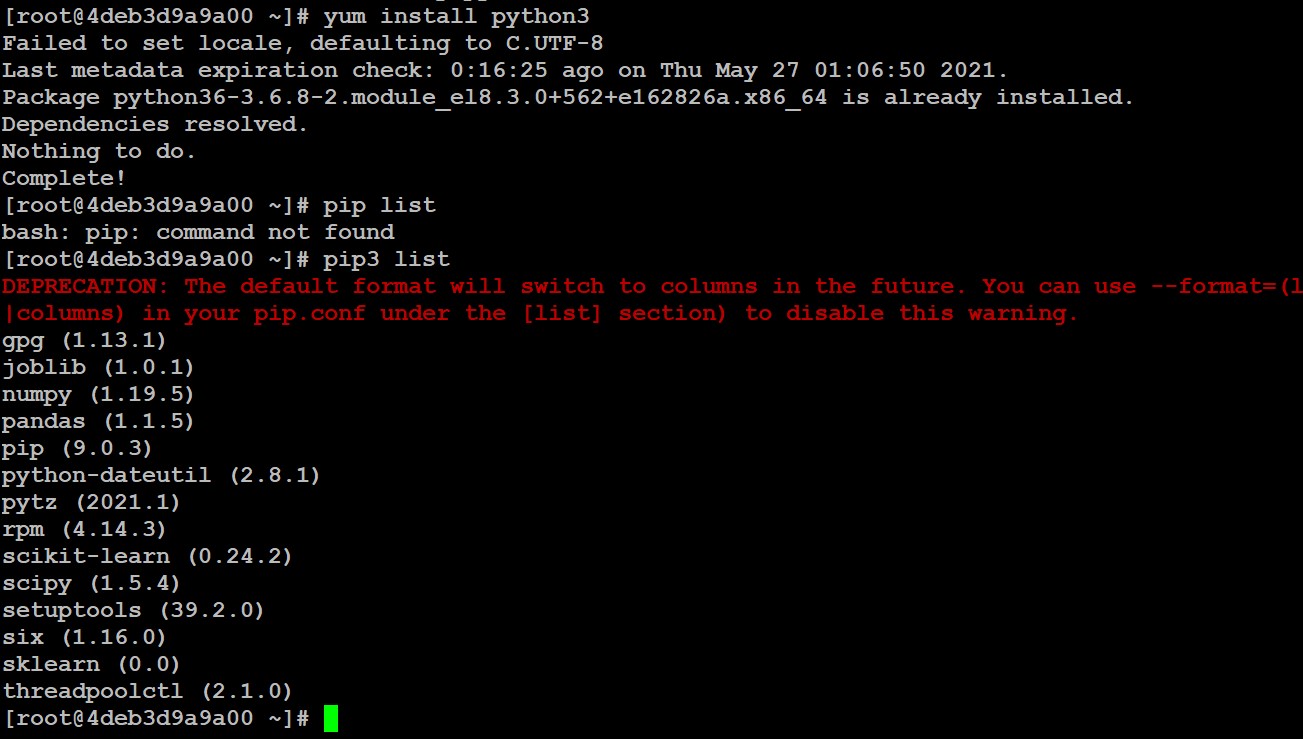 [root@4deb3d9a9a00 ~]# yum install python3
Failed to set locale, defaulting to C.UTF-8
Last metadata expiration check: 0:16:25 ago on Thu May 27 01:06:50 2021.
Package python36-3.6.8-2.module_el8.3.0+562+e162826a.x86_64 is already installed.
Dependencies resolved.
Nothing to do.
Complete!
[root@4deb3d9a9a00 ~]# pip list
bash: pip: command not found
[root@4deb3d9a9a00 ~]# pip3 list
DEPRECATION: The default format will switch to columns in the future. You can use --format=(l
|columns) in your pip.conf under the [list] section) to disable this warning.
gpg (1.13.1)
joblib (1.0.1)
numpy (1.19.5)
pandas (1.1.5)
pip (9.0.3)
python-dateutil (2.8.1)
pytz (2021.1)
rpm (4.14.3)
scikit-learn (0.24.2)
scipy (1.5.4)
setuptools (39.2.0)
six (1.16.0)
sklearn (0.0)
threadpoolctl (2.1.0)
[root@4deb3d9a9a00 ~]#